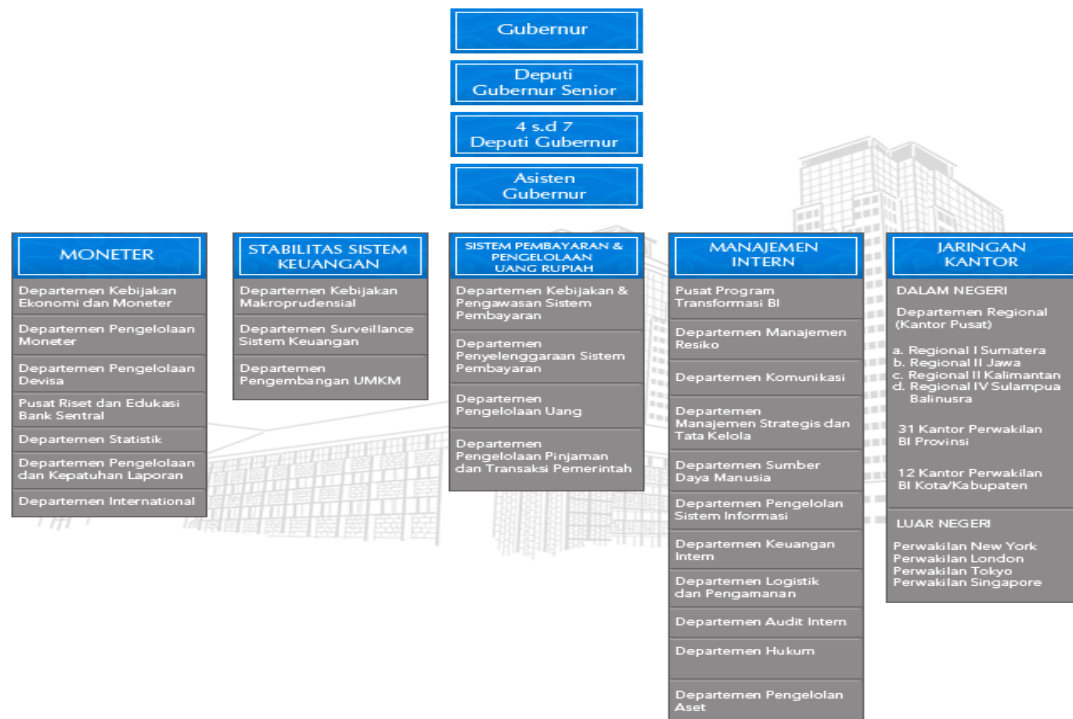 Gubernur
Deputi
Gubernur Senior
4 s.d 7
Deputi Gubernur
Asisten
Gubernur
MONETER
Departemen Kebijakan
Ekonomi dan Moneter
Departemen Pengelolaan
Moneter
Departemen Pengelolaan
Devisa
Pusat Riset dan Edukasi
Bank Sentral
Departemen Statistik
Departemen Pengelolaan
dan Kepatuhan Laporan
Departemen International
STABILITAS SISTEM
KEUANGAN
Departemen Kebijakan
Makroprudensial
Departemen Surveillance
Sistem Keuangan
Departemen
Pengembangan UMKM
SISTEM PEMBAYARAN &
PENGELOLAAN
UANG RUPIAH
Departemen Kebijakan &
Pengawasan Sistem
Pembayaran
Departemen
Penyelenggaraan Sistem
Pembayaran
Departemen
Pengelolaan Uang
Departemen
Pengelolaan Pinjaman
dan Transaksi Pemerintah
MANAJEMEN
INTERN
Pusat Program
Transformasi BI
Departemen Manajemen
Resiko
Departemen Komunikasi
Departemen
Manajemen Strategis dan
Tata Kelola
Departemen Sumber
Daya Manusia
Departemen Pengelolan
Sistem Informasi
Departemen Keuangan
Intern
Departemen Logistik
dan Pengamanan
Departemen Audit Intern
Departemen Hukum
Departemen Pengelolan
Aset
JARINGAN
KANTOR
DALAM NEGERI
Departemen Regional
(Kantor Pusat)
a. Regional I Sumatera
b. Regional II Jawa
c. Regional II Kalimantan
d. Regional IV Sulampua
Balinusra
31 Kantor Perwakilan
BI Provinsi
12 Kantor Perwakilan
BI Kota/Kabupaten
LUAR NEGERI
Perwakilan New York
Perwakilan London
Perwakilan Tokyo
Perwakilan Singapore